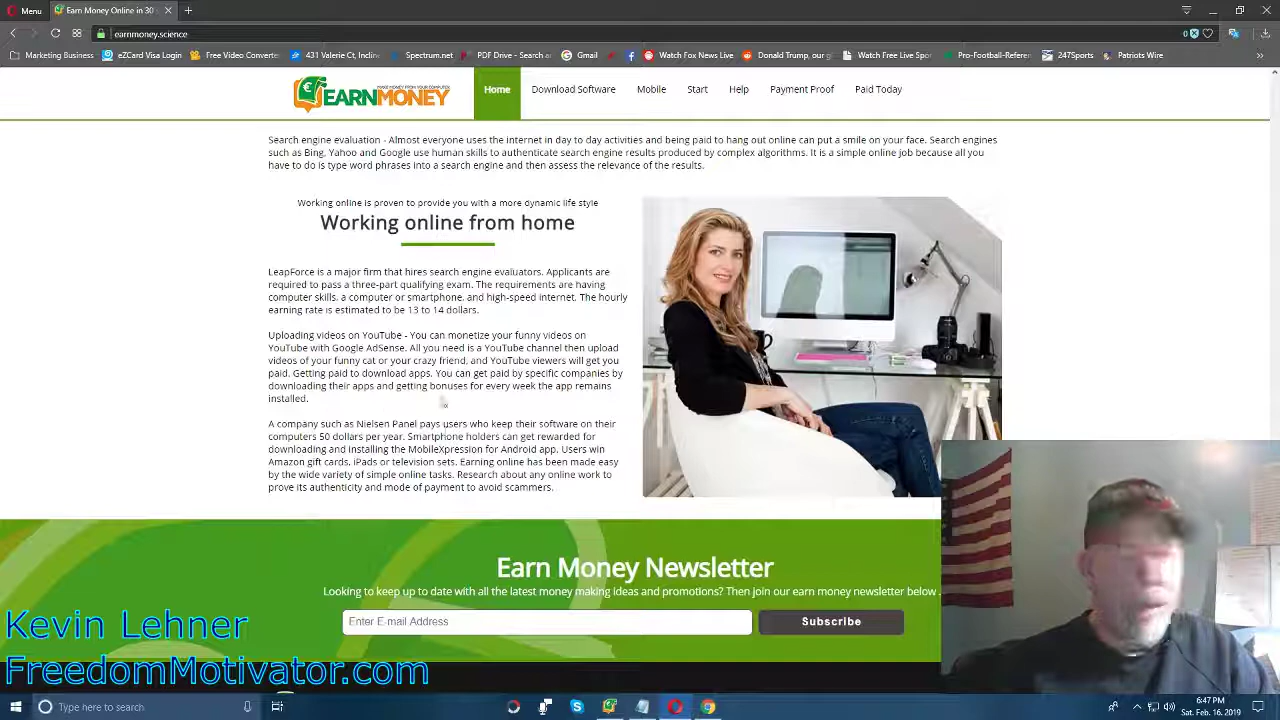 Menu
Earn Money Online in 30
earnmoney.science
0
Marketing Business
eZCard Visa Login
Free Video Converte
431 Valerie Ct, Incline
Spectrum.net
PDF Drive - Search a
Gmail
Watch Fox News Live
Donald Trump, our gr
Watch Free Live Spor
Pro-Football-Referen
247Sports
Patriots Wire
MAKE MONEY FROM YOUR COMPUTER
EARNMONEY
Home
Download Software
Mobile
Start
Help
Payment Proof
Paid Today
Search engine evaluation - Almost everyone uses the internet in day to day activities and being paid to hang out online can put a smile on your face. Search engines
such as Bing, Yahoo and Google use human skills to authenticate search engine results produced by complex algorithms. It is a simple online job because all you
have to do is type word phrases into a search engine and then assess the relevance of the results.
Working online is proven to provide you with a more dynamic life style
Working online from home
LeapForce is a major firm that hires search engine evaluators. Applicants are
required to pass a three-part qualifying exam. The requirements are having
computer skills, a computer or smartphone, and high-speed internet. The hourly
earning rate is estimated to be 13 to 14 dollars.
Uploading videos on YouTube - You can monetize your funny videos on
YouTube with Google AdSense. All you need is a YouTube channel then upload
videos of your funny cat or your crazy friend, and YouTube viewers will get you
paid. Getting paid to download apps. You can get paid by specific companies by
downloading their apps and getting bonuses for every week the app remains
installed.
A company such as Nielsen Panel pays users who keep their software on their
computers 50 dollars per year. Smartphone holders can get rewarded for
downloading and installing the MobileXpression for Android app. Users win
Amazon gift cards, iPads or television sets. Earning online has been made easy
by the wide variety of simple online tasks. Research about any online work to
prove its authenticity and mode of payment to avoid scammers.
Earn Money Newsletter
Looking to keep up to date with all the latest money making ideas and promotions? Then join our earn money newsletter below .
Enter E-mail Address
Subscribe
Kevin Lehner
FreedomMotivator.com
Type here to search
6:47 PM
Sat. Feb. 16, 2019